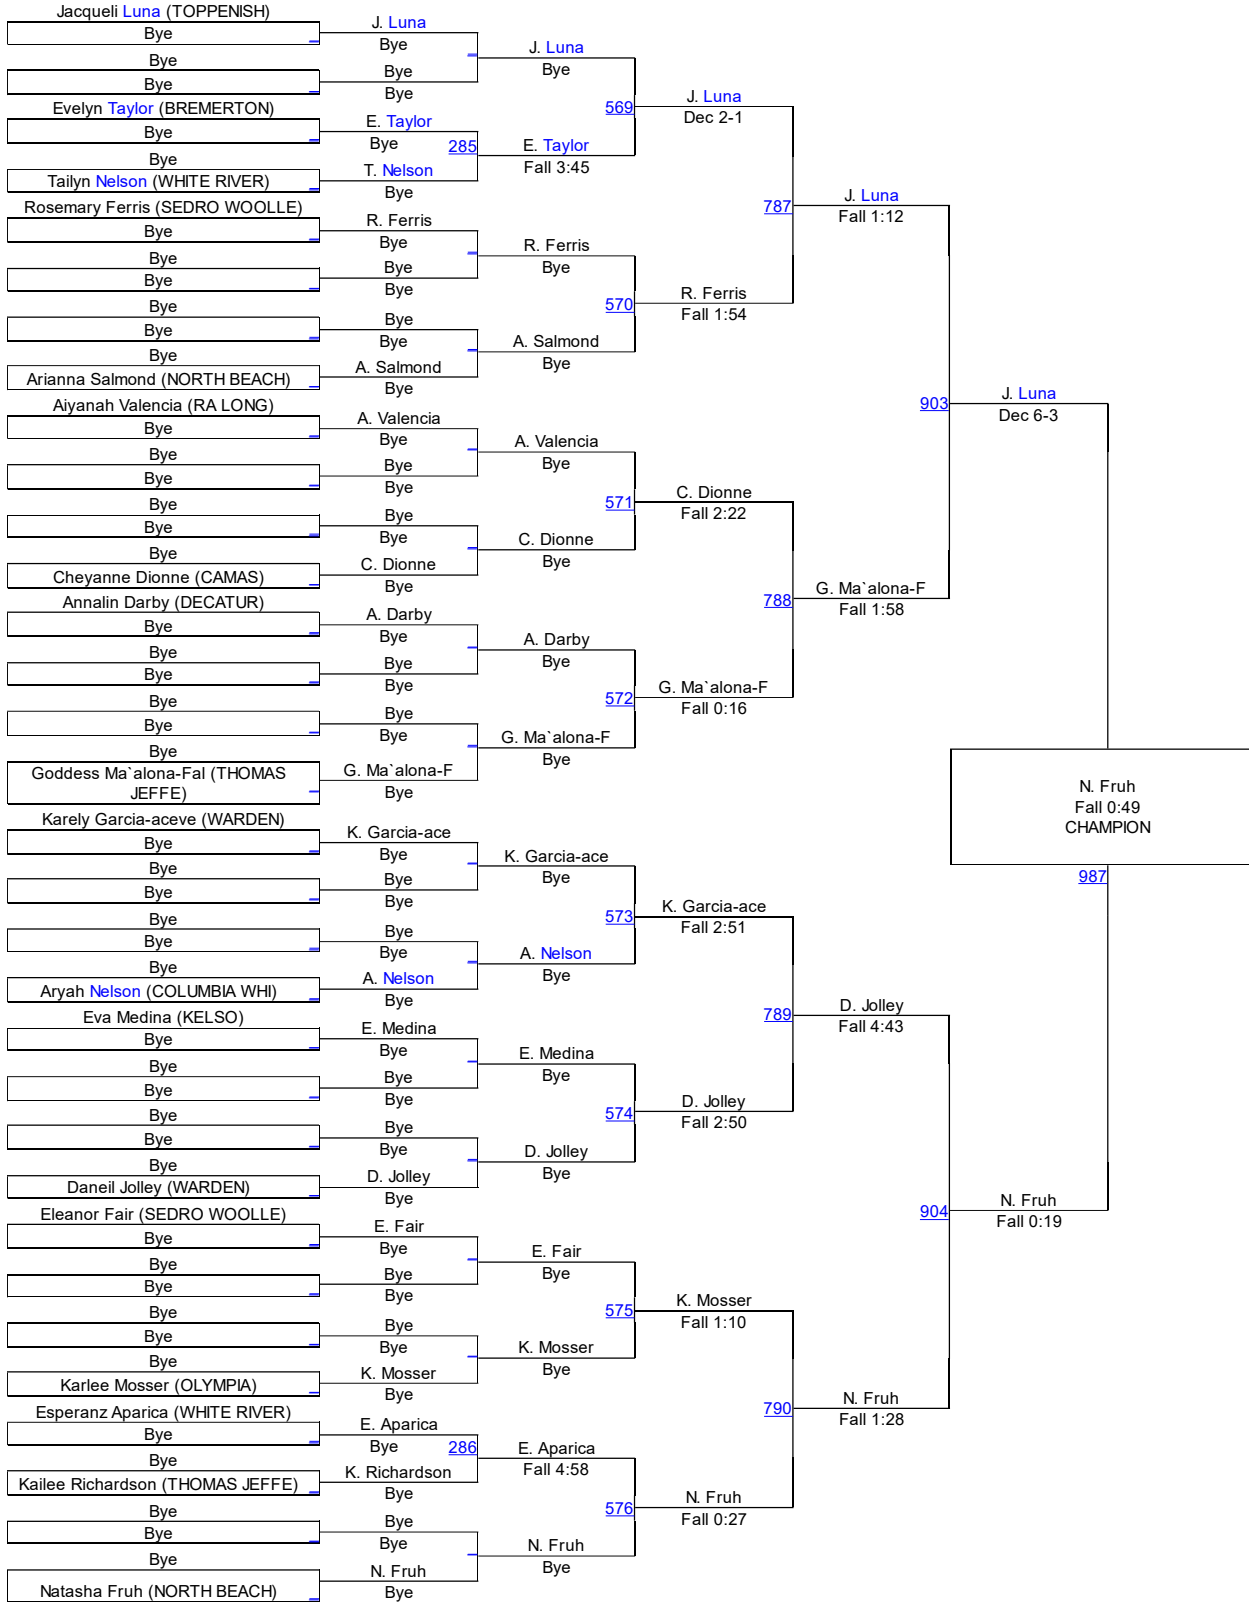 Jacqueli Luna (TOPPENISH)
Bye
Bye
Bye
Evelyn Taylor (BREMERTON)
Bye
Bye
Tailyn Nelson (WHITE RIVER)
Rosemary Ferris (SEDRO WOOLLE)
Bye
Bye
Bye
Bye
Bye
Bye
Arianna Salmond (NORTH BEACH)
Aiyanah Valencia (RA LONG)
Bye
Bye
Bye
Bye
Bye
Bye
Cheyanne Dionne (CAMAS)
Annalin Darby (DECATUR)
Bye
Bye
Bye
Bye
Bye
Bye
Goddess Ma`alona-Fal (THOMAS
JEFFE)
Karely Garcia-aceve (WARDEN)
Bye
Bye
Bye
Bye
Bye
Bye
Aryah Nelson (COLUMBIA WHI)
Eva Medina (KELSO)
Bye
Bye
Bye
Bye
Bye
Bye
Daneil Jolley (WARDEN)
Eleanor Fair (SEDRO WOOLLE)
Bye
Bye
Bye
Bye
Bye
Bye
Karlee Mosser (OLYMPIA)
Esperanz Aparica (WHITE RIVER)
Bye
Bye
Kailee Richardson (THOMAS JEFFE)
Bye
Bye
Bye
Natasha Fruh (NORTH BEACH)
J. Luna
Bye
Bye
Bye
E. Taylor
Bye
285
T. Nelson
Bye
R. Ferris
Bye
Bye
Bye
Bye
Bye
A. Salmond
Bye
A. Valencia
Bye
Bye
Bye
Bye
Bye
C. Dionne
Bye
A. Darby
Bye
Bye
Bye
Bye
Bye
G. Ma`alona-F
Bye
K. Garcia-ace
Bye
Bye
Bye
Bye
Bye
A. Nelson
Bye
E. Medina
Bye
Bye
Bye
Bye
Bye
D. Jolley
Bye
E. Fair
Bye
Bye
Bye
Bye
Bye
K. Mosser
Bye
E. Aparica
Bye
286
K. Richardson
Bye
Bye
Bye
N. Fruh
Bye
J. Luna
Bye
569
E. Taylor
Fall 3:45
R. Ferris
Bye
570
A. Salmond
Bye
A. Valencia
Bye
571
C. Dionne
Bye
A. Darby
Bye
572
G. Ma`alona-F
Bye
K. Garcia-ace
Bye
573
A. Nelson
Bye
E. Medina
Bye
574
D. Jolley
Bye
E. Fair
Bye
575
K. Mosser
Bye
E. Aparica
Fall 4:58
576
N. Fruh
Bye
J. Luna
Dec 2-1
787
R. Ferris
Fall 1:54
C. Dionne
Fall 2:22
788
G. Ma`alona-F
Fall 0:16
K. Garcia-ace
Fall 2:51
789
D. Jolley
Fall 2:50
K. Mosser
Fall 1:10
790
N. Fruh
Fall 0:27
J. Luna
Fall 1:12
903
G. Ma`alona-F
Fall 1:58
D. Jolley
Fall 4:43
904
N. Fruh
Fall 1:28
J. Luna
Dec 6-3
N. Fruh
Fall 0:49
CHAMPION
987
N. Fruh
Fall 0:19